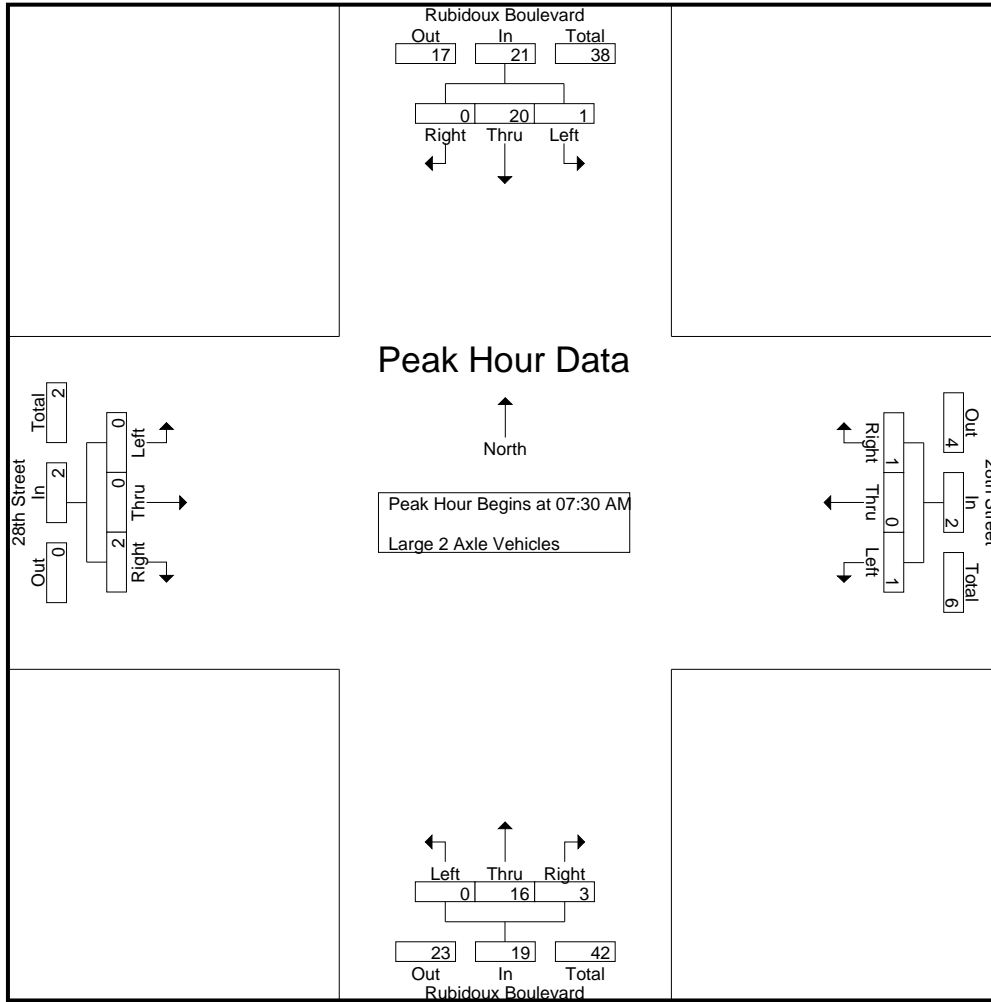 Rubidoux Boulevard
Out In Total
17 21 38
0 20 1
Right Thru Left
Peak Hour Data
North
Peak Hour Begins at 07:30 AM
Large 2 Axle Vehicles
28th Street
Total In Out
2 2 0
0 0 2
Left Thru Right
Right Thru Left
1 0 1
Out In Total
4 2 6
28th Street
Left Thru Right
0 16 3
23 19 42
Out In Total
Rubidoux Boulevard